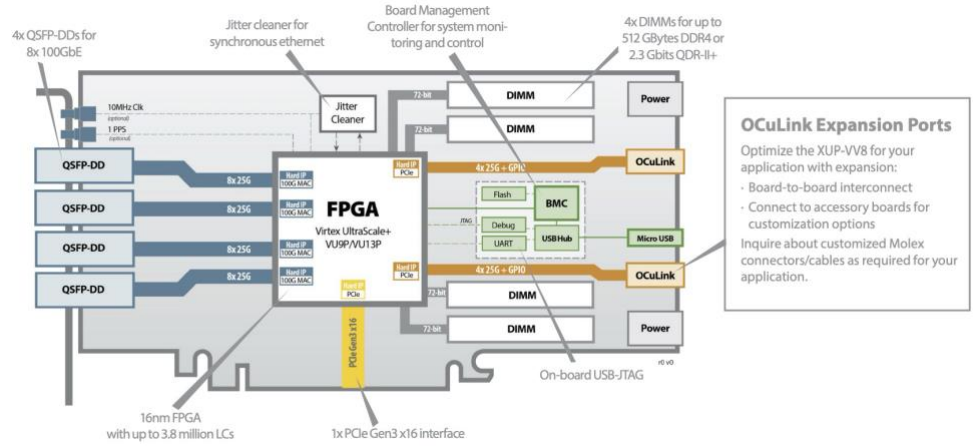 4x QSFP-DDs for
8x 100GbE
Jitter cleaner for
synchronous ethernet
Board Management
Controller for system moni-
toring and control
4x DIMMs for up to
512 GBytes DDR4 or
2.3 Gbits QDR-II+
10MHz Clk
(optional)
1 PPS
(optional)
Jitter
Cleaner
72-bit
DIMM
72-bit
DIMM
Power
QSFP-DD
8x 25G
Hard IP
100G MAC
QSFP-DD
8x 25G
Hard IP
100G MAC
QSFP-DD
8x 25G
Hard IP
100G MAC
QSFP-DD
8x 25G
Hard IP
100G MAC
FPGA
Virtex UltraScale+
VU9P/VU13P
Hard IP
PCIe
4x 25G + GPIO
OCuLink
Flash
BMC
JTAG
Debug
UART
USB Hub
Micro USB
Hard IP
PCIe
4x 25G + GPIO
OCuLink
Hard IP
PCIe
PCIe Gen3 x16
72-bit
DIMM
72-bit
DIMM
Power
r0 v0
OCuLink Expansion Ports
Optimize the XUP-VV8 for your
application with expansion:
· Board-to-board interconnect
· Connect to accessory boards for
customization options
Inquire about customized Molex
connectors/cables as required for your
application.
On-board USB-JTAG
16nm FPGA
with up to 3.8 million LCs
1x PCIe Gen3 x16 interface